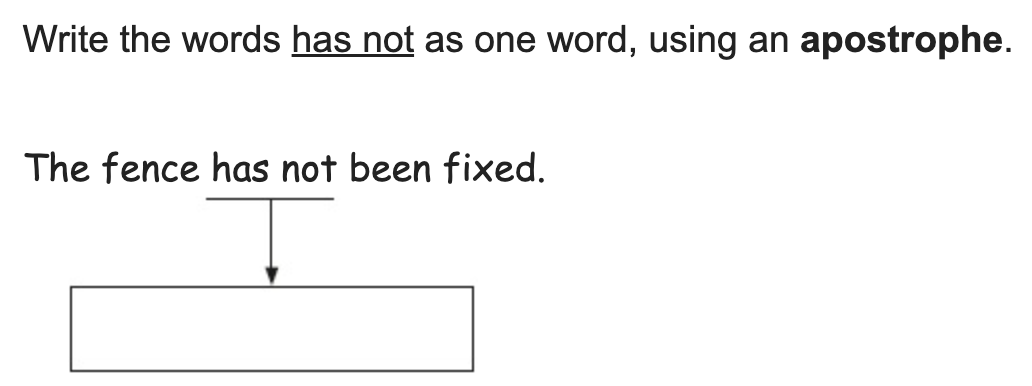 Write the words has not as one word, using an apostrophe.
The fence has not been fixed.